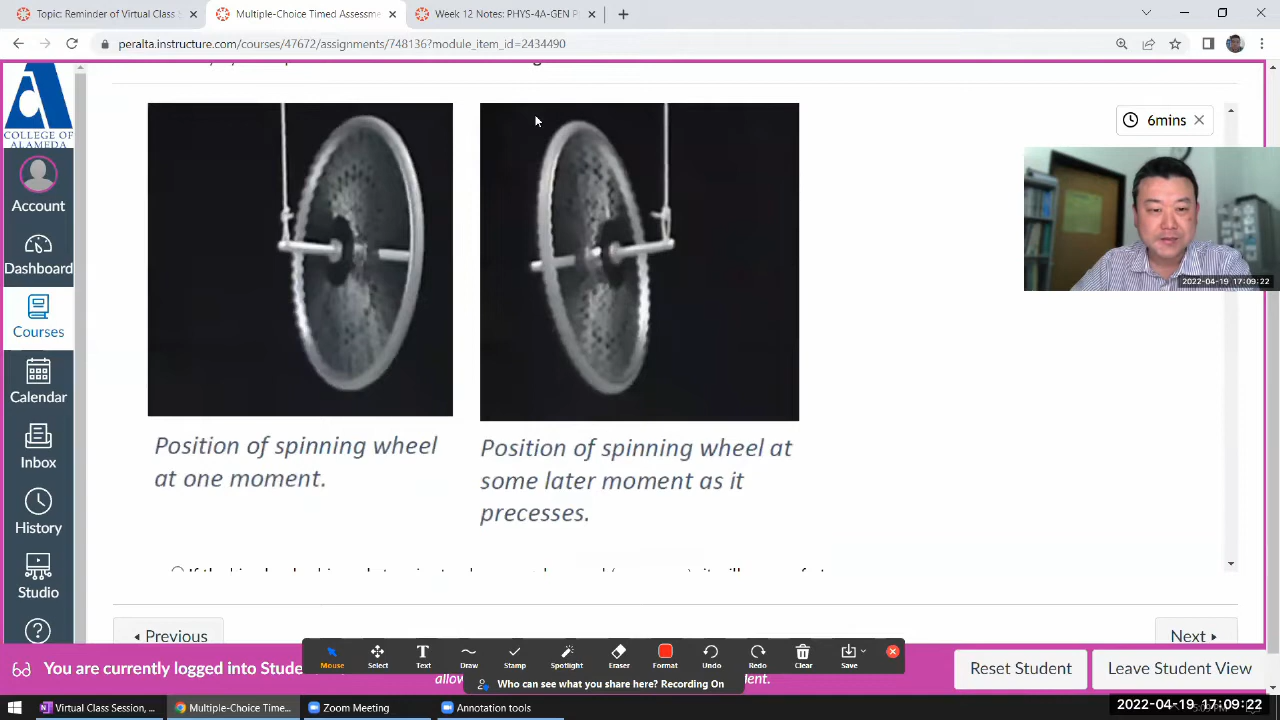 Topic: Reminder of Virtual Class S
Multiple-Choice Timed Assessme
Week 12 Notes: PHYS-4A-GEN P
peralta.instructure.com/courses/47672/assignments/748136?module_item_id=2434490
COLLEGE OF
ALAMEDA
Account
Dashboard
Courses
Calendar
Inbox
History
Studio
6mins
2022-04-19 17:09:22
Position of spinning wheel
at one moment.
Position of spinning wheel at
some later moment as it
precesses.
Previous
Next
You are currently logged into Stude
Reset Student
Leave Student View
Mouse
Select
Text
Draw
Stamp
Spotlight
Eraser
Format
Undo
Redo
Clear
Save
Who can see what you share here? Recording On
Virtual Class Session, ...
Multiple-Choice Time...
Zoom Meeting
Annotation tools
2022-04-19 17:09:22